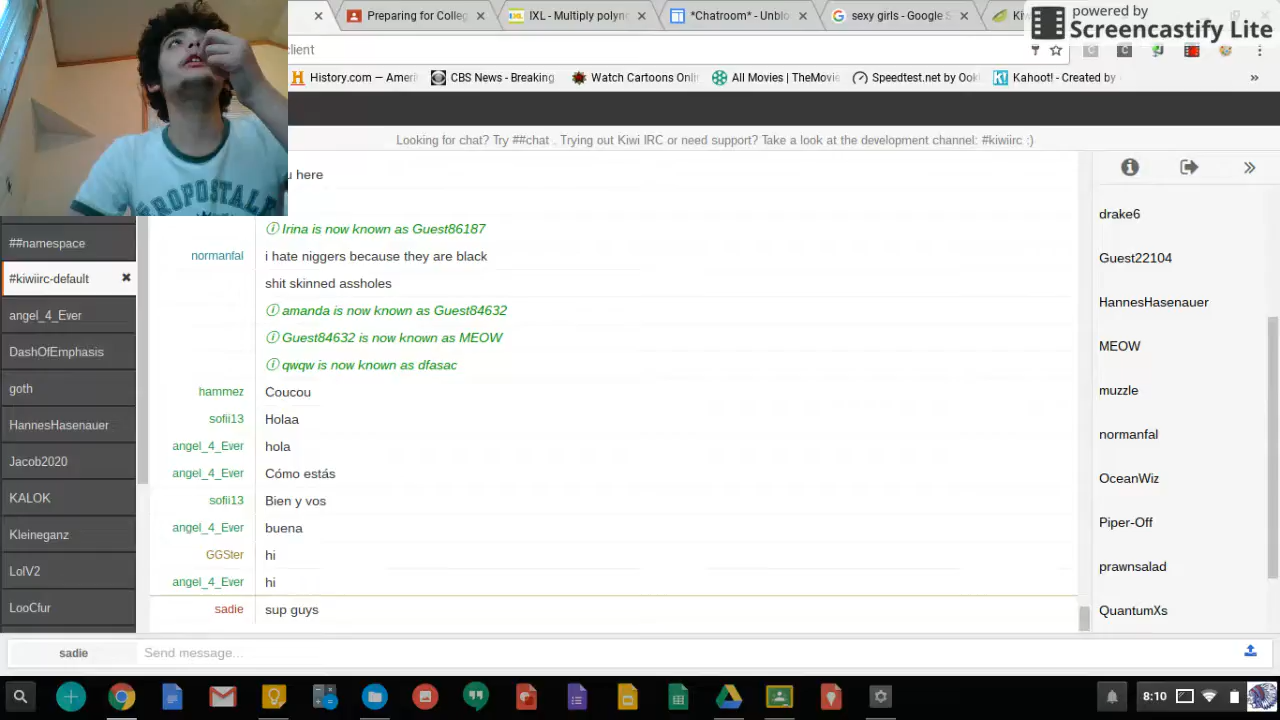 Preparing for Colleg
IXL - Multiply polyn
*Chatroom* - Unblo
sexy girls - Google S
Ki
powered by
Screencastify Lite
client
History.com — Ameri
CBS News - Breaking
Watch Cartoons Onli
All Movies | TheMovie
Speedtest.net by Ookl
Kahoot! - Created by
Looking for chat? Try ##chat . Trying out Kiwi IRC or need support? Take a look at the development channel: #kiwiirc :)
u here
Irina is now known as Guest86187
normanfal i hate niggers because they are black
shit skinned assholes
amanda is now known as Guest84632
Guest84632 is now known as MEOW
qwqw is now known as dfasac
hammez Coucou
sofii13 Holaa
angel_4_Ever hola
angel_4_Ever Cómo estás
sofii13 Bien y vos
angel_4_Ever buena
GGSter hi
angel_4_Ever hi
sadie sup guys
##namespace
#kiwiirc-default
angel_4_Ever
DashOfEmphasis
goth
HannesHasenauer
Jacob2020
KALOK
Kleineganz
LolV2
LooCfur
drake6
Guest22104
HannesHasenauer
MEOW
muzzle
normanfal
OceanWiz
Piper-Off
prawnsalad
QuantumXs
sadie Send message...
8:10